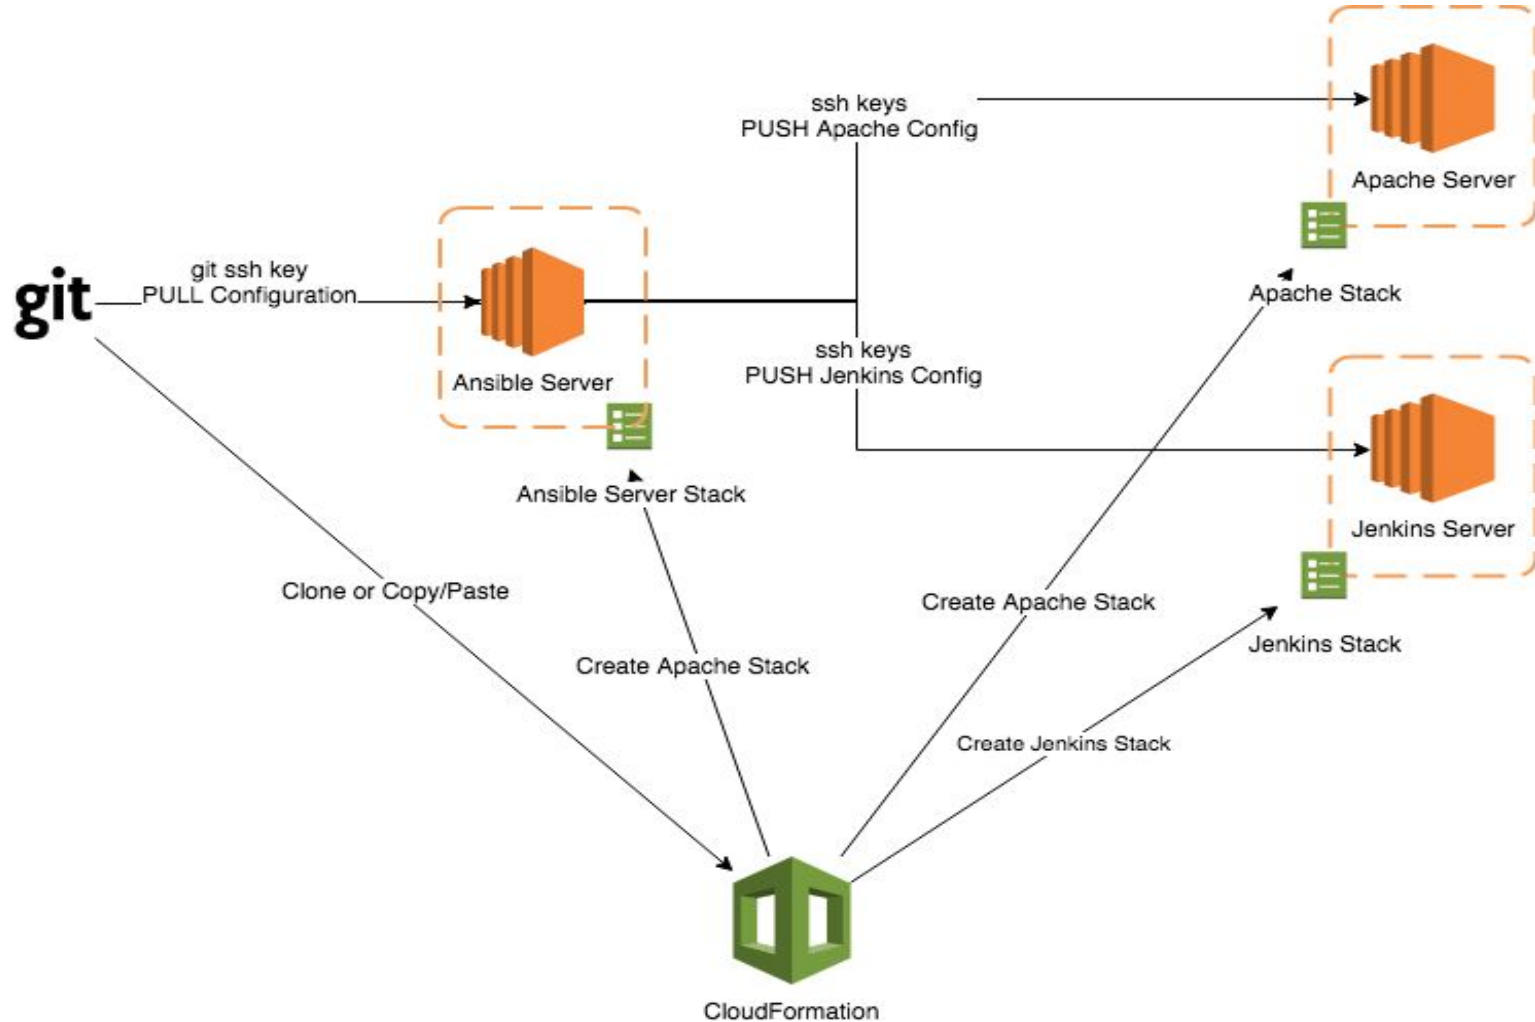 ssh keys
PUSH Apache Config
Apache Server
git
git ssh key
PULL Configuration
Apache Stack
ssh keys
PUSH Jenkins Config
Ansible Server
Ansible Server Stack
Jenkins Server
Clone or Copy/Paste
Create Apache Stack
Jenkins Stack
Create Apache Stack
Create Jenkins Stack
CloudFormation